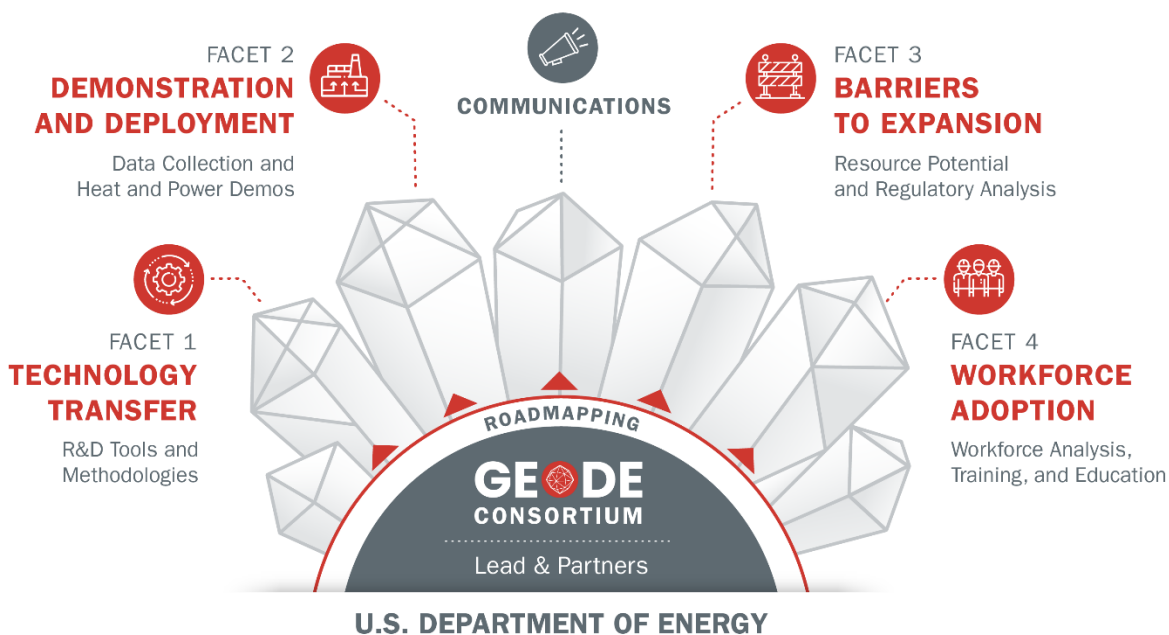 FACET 2
DEMONSTRATION
AND DEPLOYMENT
Data Collection and
Heat and Power Demos
COMMUNICATIONS
FACET 3
BARRIERS
TO EXPANSION
Resource Potential
and Regulatory Analysis
FACET 1
TECHNOLOGY
TRANSFER
R&D Tools and
Methodologies
FACET 4
WORKFORCE
ADOPTION
Workforce Analysis,
Training, and Education
ROADMAPPING
GEODE
CONSORTIUM
Lead & Partners
U.S. DEPARTMENT OF ENERGY